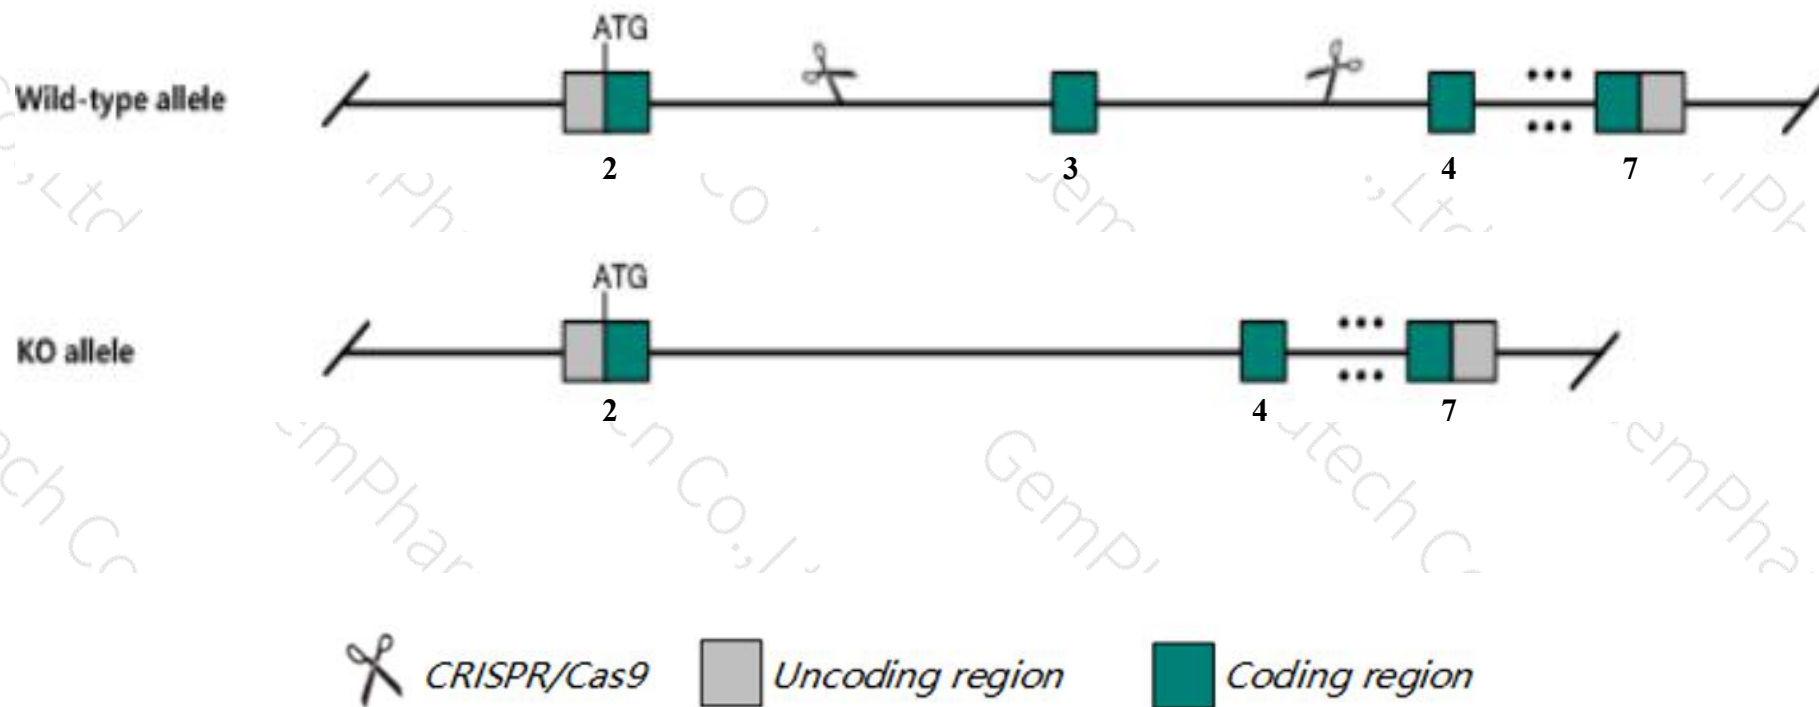 ATG
Wild-type allele
2 3 4 7
ATG
KO allele
2 4 7
CRISPR/Cas9 Uncoding region Coding region